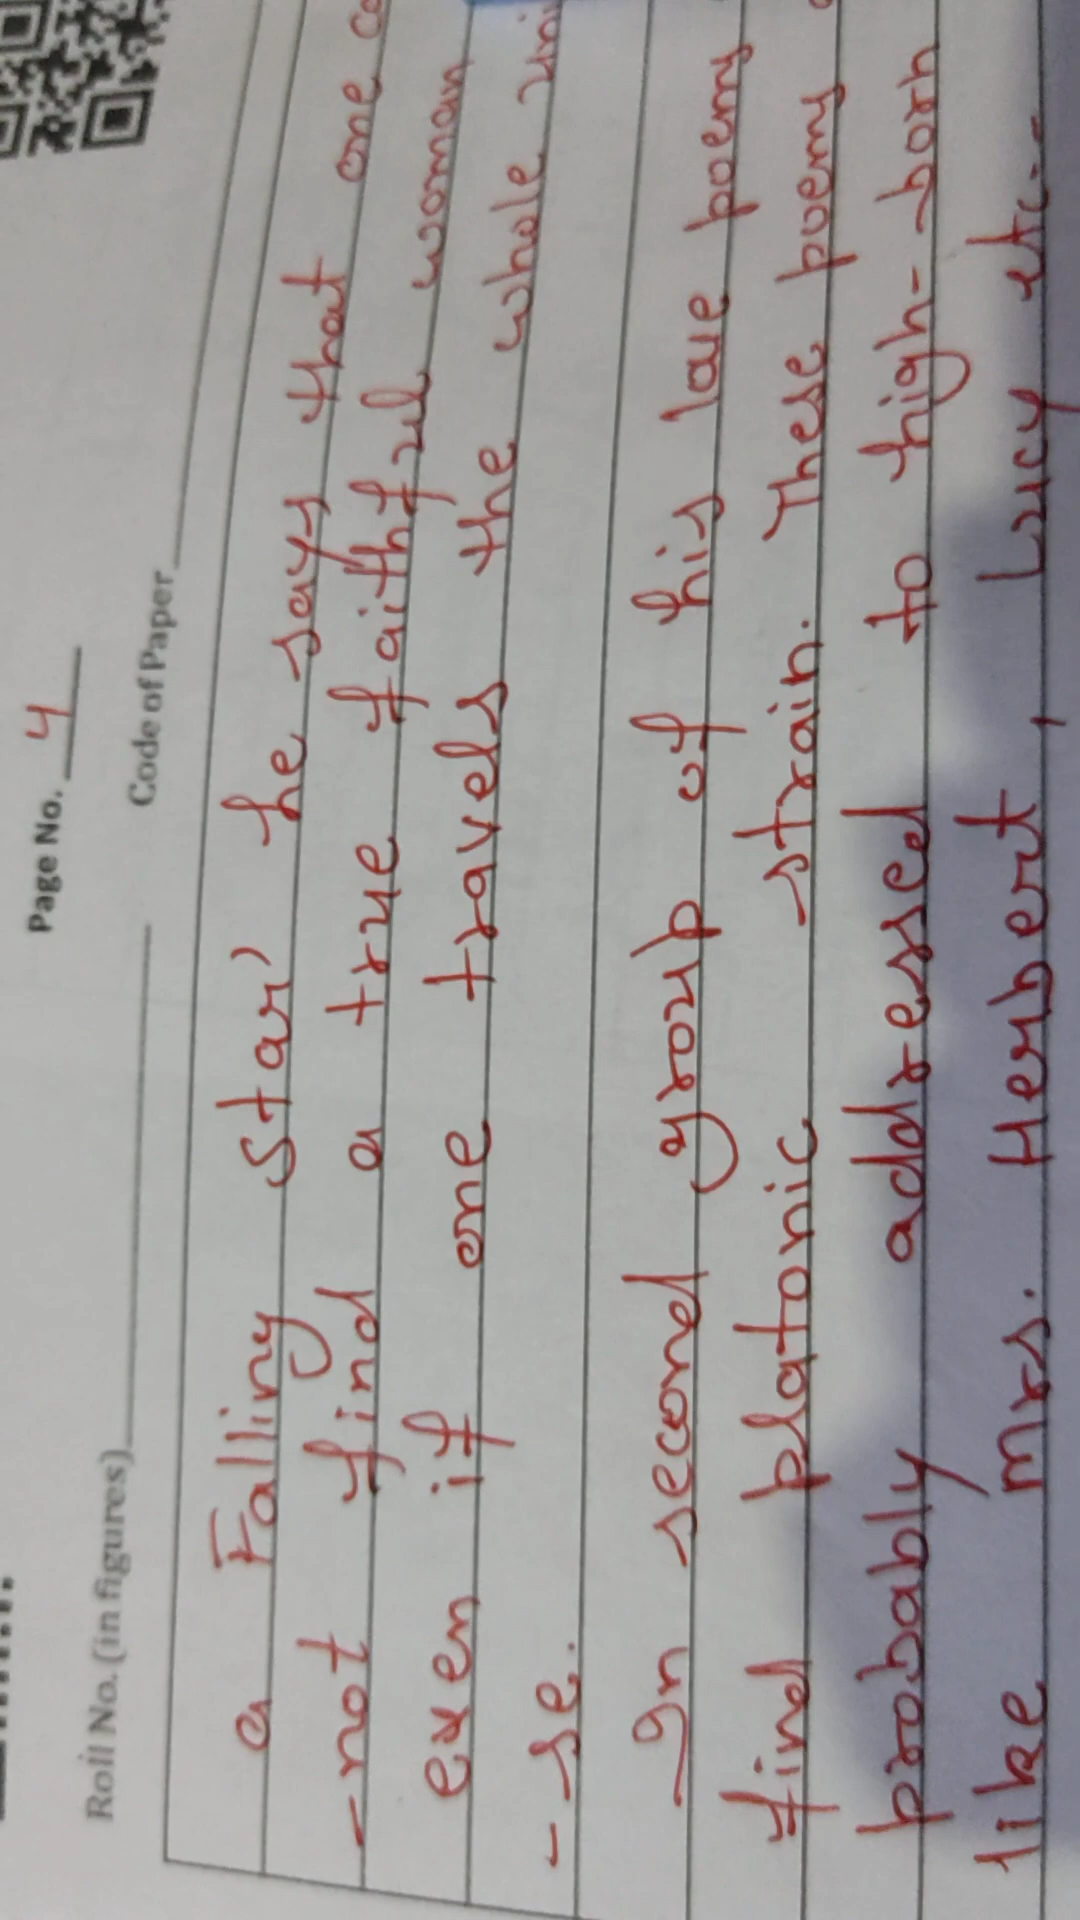 Page No. 4
Roll No. (in figures) Code of Paper
a Falling Star' he says that one
-not find a true faithful woman
even if one travels the whole uni
-se.
In second group of his love poems
find platonic strain. These poems
probably addressed to high-born
like Mrs. Herbert, Lucy etc..